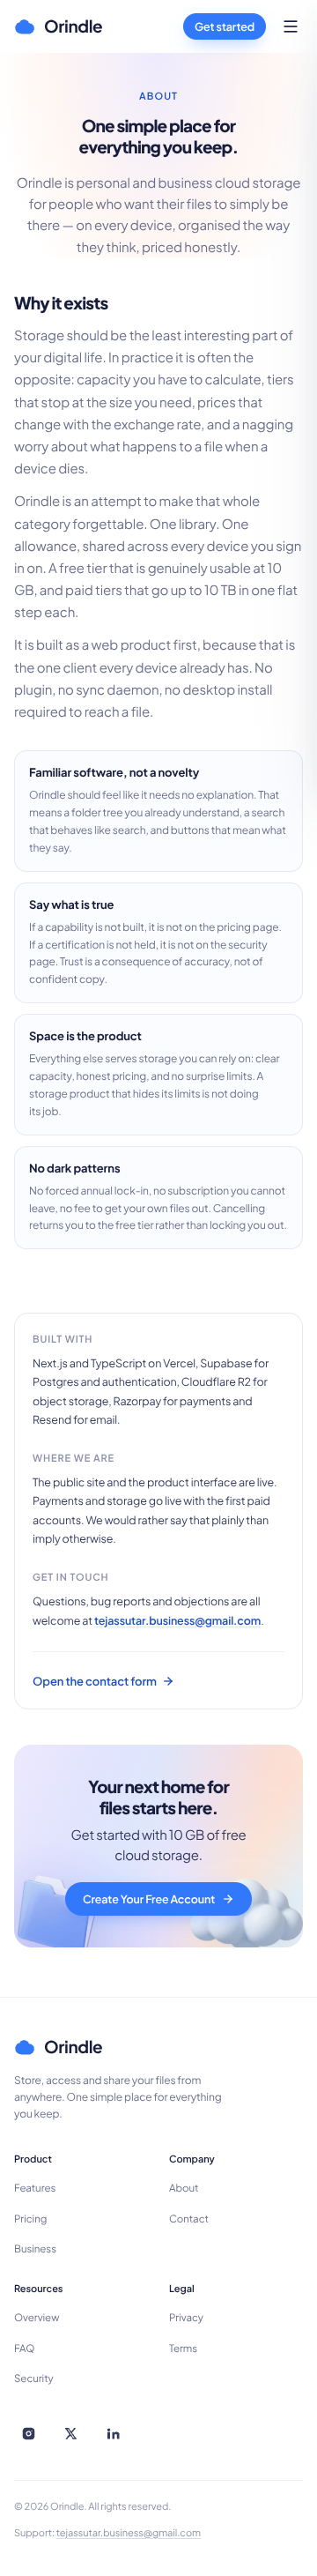 Orindle
Get started
ABOUT
One simple place for
everything you keep.
Orindle is personal and business cloud storage
for people who want their files to simply be
there — on every device, organised the way
they think, priced honestly.
Why it exists
Storage should be the least interesting part of
your digital life. In practice it is often the
opposite: capacity you have to calculate, tiers
that stop at the size you need, prices that
change with the exchange rate, and a nagging
worry about what happens to a file when a
device dies.
Orindle is an attempt to make that whole
category forgettable. One library. One
allowance, shared across every device you sign
in on. A free tier that is genuinely usable at 10
GB, and paid tiers that go up to 10 TB in one flat
step each.
It is built as a web product first, because that is
the one client every device already has. No
plugin, no sync daemon, no desktop install
required to reach a file.
Familiar software, not a novelty
Orindle should feel like it needs no explanation. That
means a folder tree you already understand, a search
that behaves like search, and buttons that mean what
they say.
Say what is true
If a capability is not built, it is not on the pricing page.
If a certification is not held, it is not on the security
page. Trust is a consequence of accuracy, not of
confident copy.
Space is the product
Everything else serves storage you can rely on: clear
capacity, honest pricing, and no surprise limits. A
storage product that hides its limits is not doing
its job.
No dark patterns
No forced annual lock-in, no subscription you cannot
leave, no fee to get your own files out. Cancelling
returns you to the free tier rather than locking you out.
BUILT WITH
Next.js and TypeScript on Vercel, Supabase for
Postgres and authentication, Cloudflare R2 for
object storage, Razorpay for payments and
Resend for email.
WHERE WE ARE
The public site and the product interface are live.
Payments and storage go live with the first paid
accounts. We would rather say that plainly than
imply otherwise.
GET IN TOUCH
Questions, bug reports and objections are all
welcome at tejassutar.business@gmail.com.
Open the contact form →
Your next home for
files starts here.
Get started with 10 GB of free
cloud storage.
Create Your Free Account →
Orindle
Store, access and share your files from
anywhere. One simple place for everything
you keep.
Product
Company
Features
About
Pricing
Contact
Business
Resources
Legal
Overview
Privacy
FAQ
Terms
Security
© 2026 Orindle. All rights reserved.
Support: tejassutar.business@gmail.com